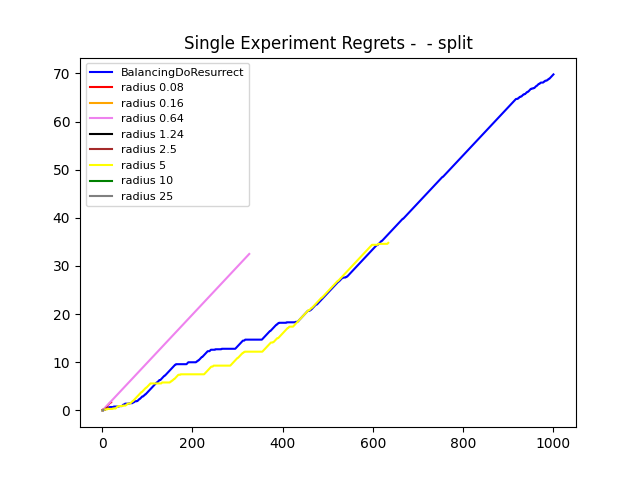 Single Experiment Regrets -  - split
BalancingDoResurrect
radius 0.08
radius 0.16
radius 0.64
radius 1.24
radius 2.5
radius 5
radius 10
radius 25
70
60
50
40
30
20
10
0
0 200 400 600 800 1000